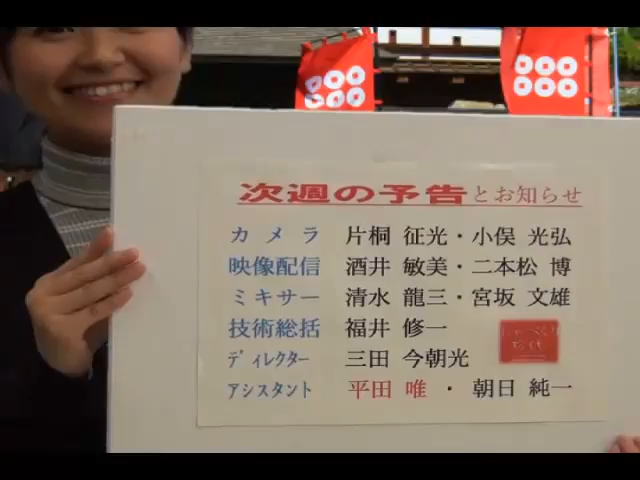 次週の予告とお知らせ
カメラ 片桐 征光・小俣 光弘
映像配信 酒井 敏美・二本松 博
ミキサー 清水 龍三・宮坂 文雄
技術総括 福井 修一
ディレクター 三田 今朝光
アシスタント 平田 唯 ・ 朝日 純一